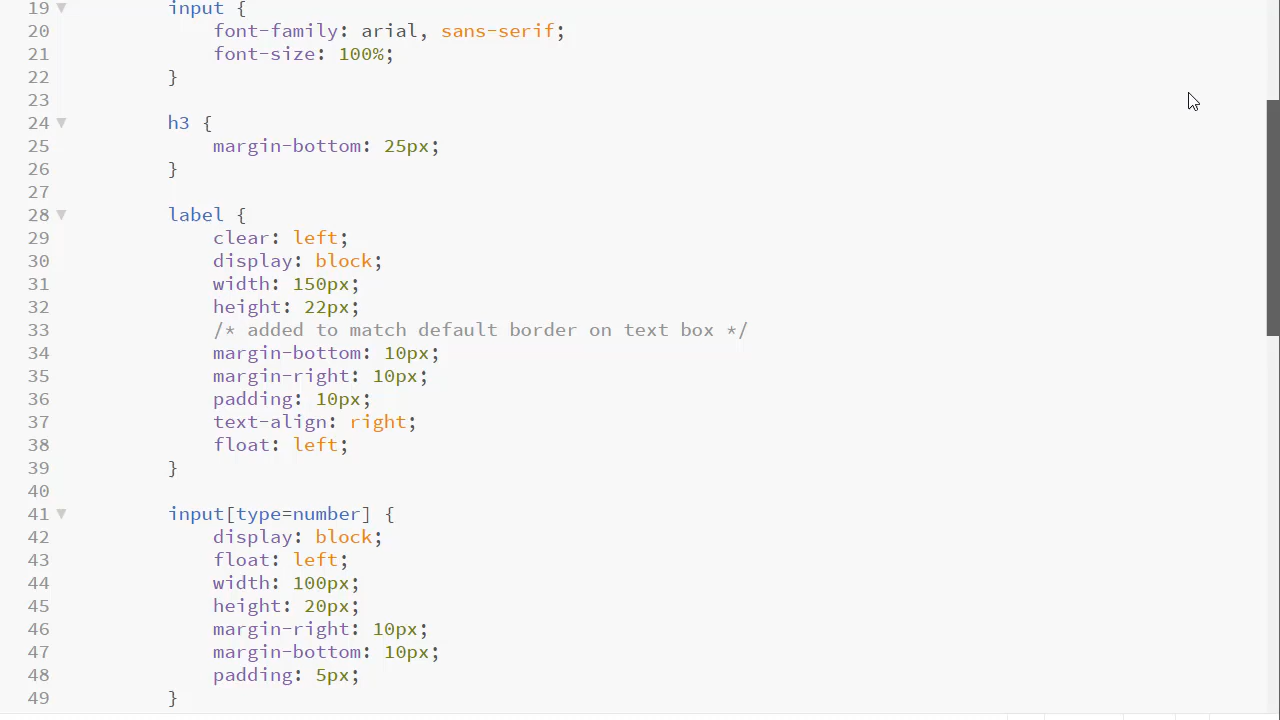 19 input {
20 font-family: arial, sans-serif;
21 font-size: 100%;
22 }
23
24 h3 {
25 margin-bottom: 25px;
26 }
27
28 label {
29 clear: left;
30 display: block;
31 width: 150px;
32 height: 22px;
33 /* added to match default border on text box */
34 margin-bottom: 10px;
35 margin-right: 10px;
36 padding: 10px;
37 text-align: right;
38 float: left;
39 }
40
41 input[type=number] {
42 display: block;
43 float: left;
44 width: 100px;
45 height: 20px;
46 margin-right: 10px;
47 margin-bottom: 10px;
48 padding: 5px;
49 }